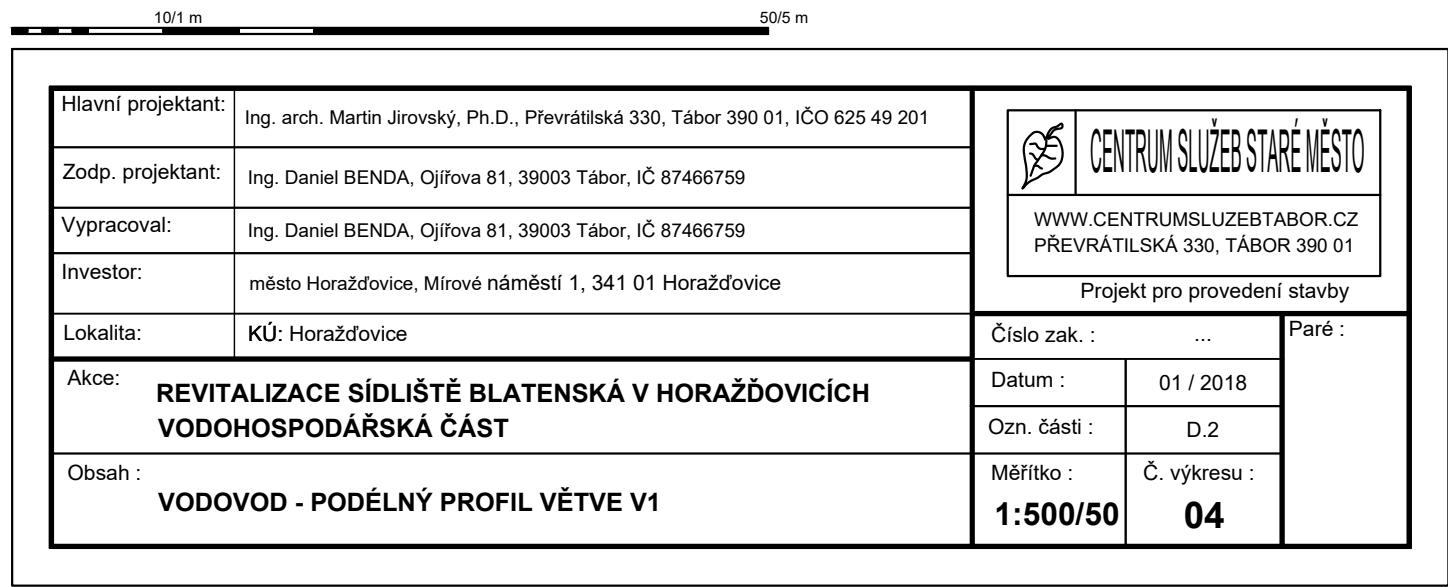 10/1 m 50/5 m
Hlavní projektant: Ing. arch. Martin Jirovský, Ph.D., Převrátilská 330, Tábor 390 01, IČO 625 49 201
Zodp. projektant: Ing. Daniel BENDA, Ojířova 81, 39003 Tábor, IČ 87466759
Vypracoval: Ing. Daniel BENDA, Ojířova 81, 39003 Tábor, IČ 87466759
Investor: město Horažďovice, Mírové náměstí 1, 341 01 Horažďovice
Lokalita: KÚ: Horažďovice
Akce: REVITALIZACE SÍDLIŠTĚ BLATENSKÁ V HORAŽĎOVICÍCH
VODOHOSPODÁŘSKÁ ČÁST
Obsah :
VODOVOD - PODÉLNÝ PROFIL VĚTVE V1
CENTRUM SLUŽEB STARÉ MĚSTO
WWW.CENTRUMSLUZEBTABOR.CZ
PŘEVRÁTILSKÁ 330, TÁBOR 390 01
Projekt pro provedení stavby
Číslo zak. : ...
Paré :
Datum : 01 / 2018
Ozn. části : D.2
Měřítko : Č. výkresu :
1:500/50 04